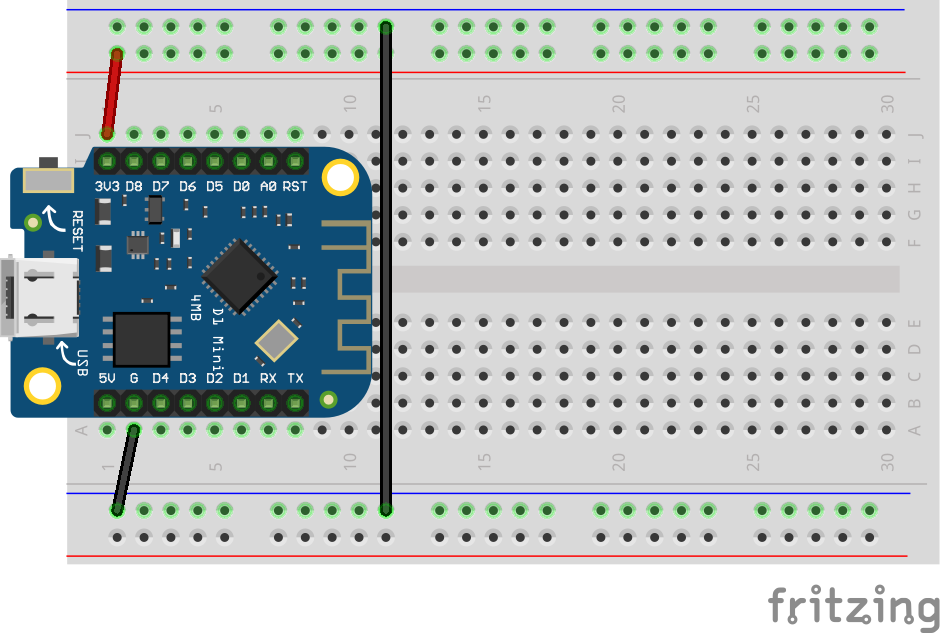 5 10 15 20 25 30
J J
I I
3V3 D8 D7 D6 D5 D0 A0 RST
H
G
RESET
F
4MB
D1 Mini
E
USB
D
5V G D4 D3 D2 D1 RX TX
C
B
A A
1 5 10 15 20 25 30
fritzing